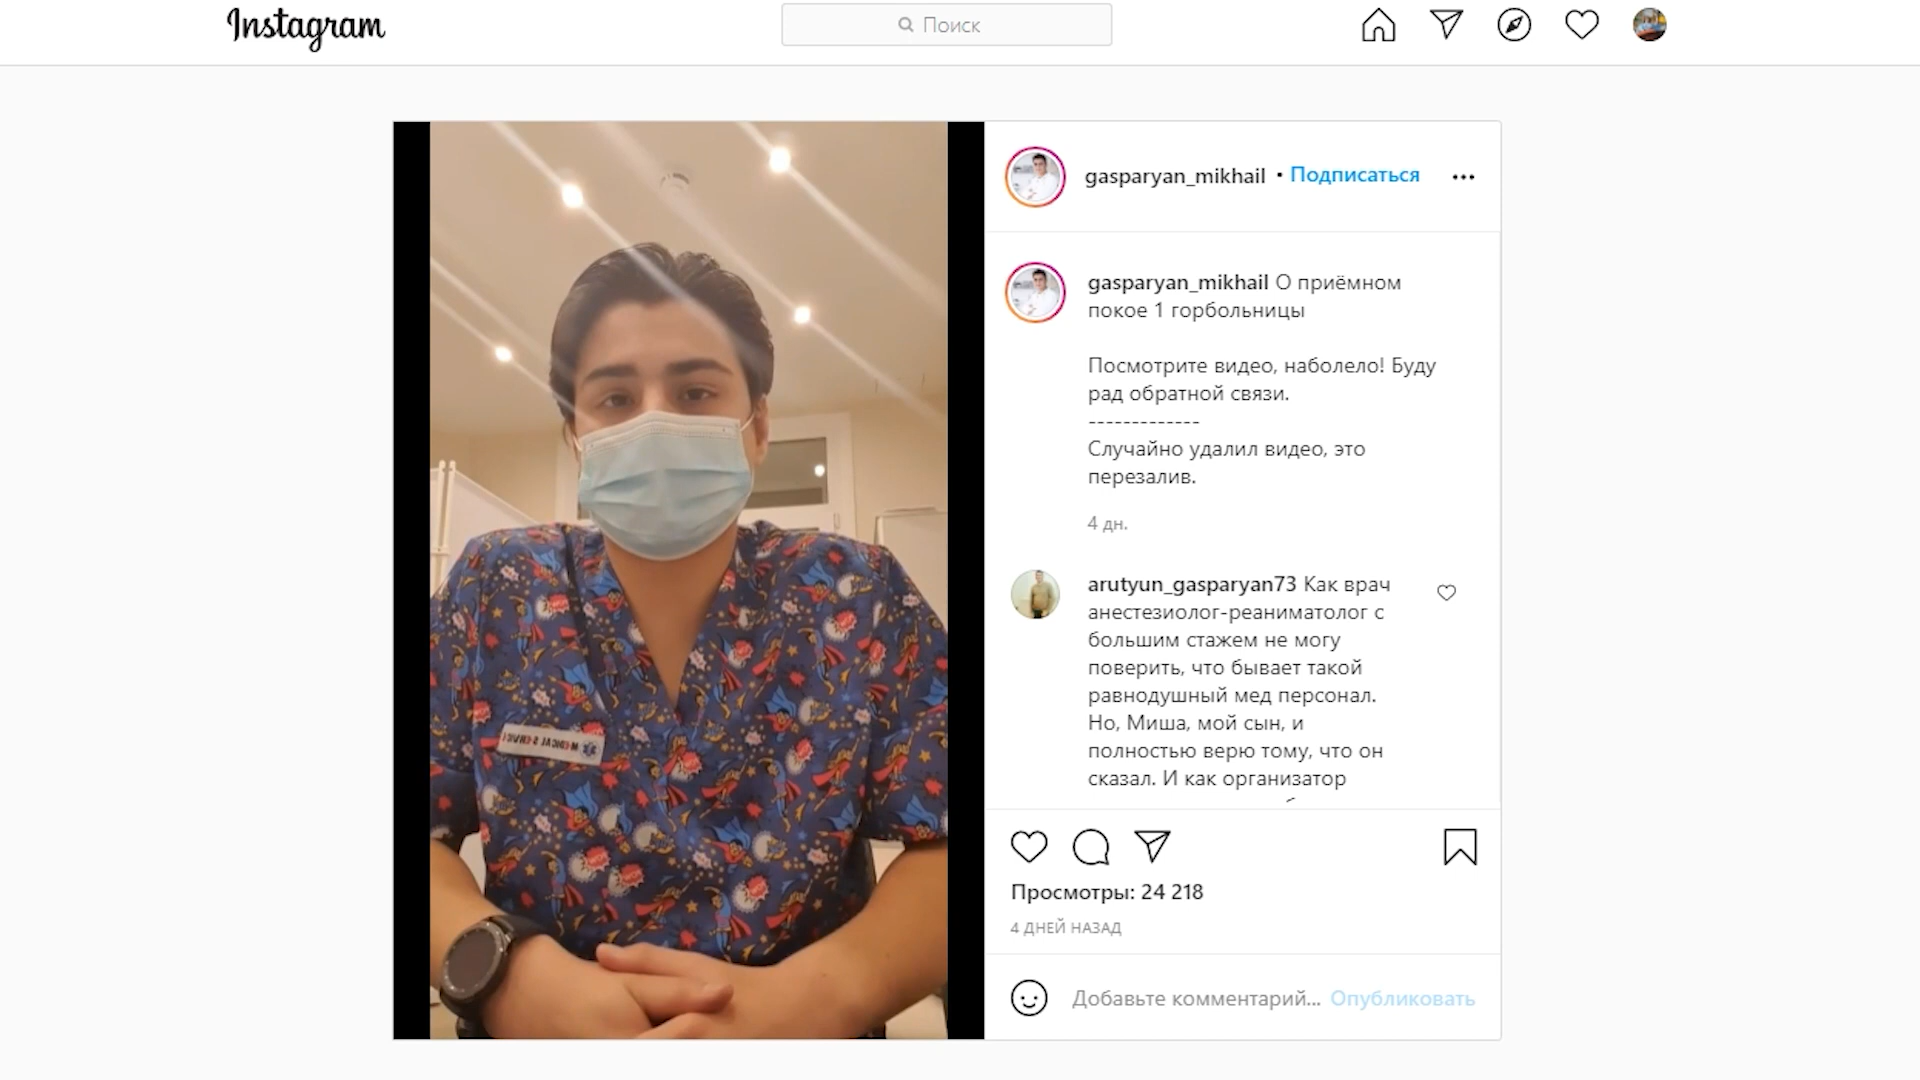 Instagram
Поиск
gasparyan_mikhail • Подписаться
gasparyan_mikhail О приёмном
покое 1 горбольницы
Посмотрите видео, наболело! Буду
рад обратной связи.
-------------
Случайно удалил видео, это
перезалив.
4 дн.
arutyun_gasparyan73 Как врач
анестезиолог-реаниматолог с
большим стажем не могу
поверить, что бывает такой
равнодушный мед персонал.
Но, Миша, мой сын, и
полностью верю тому, что он
сказал. И как организатор
Просмотры: 24 218
4 ДНЕЙ НАЗАД
Добавьте комментарий... Опубликовать
MEDICAL SERVICE